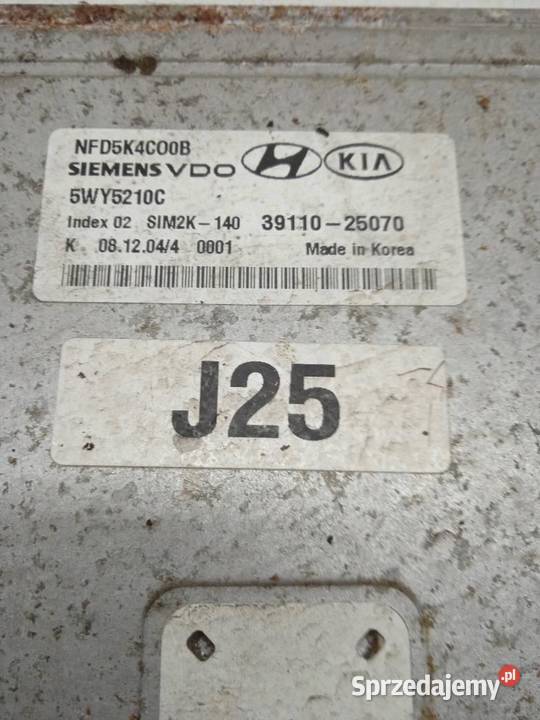 NFD5K4C00B
SIEMENS VDO KIA
5WY5210C
Index 02 SIM2K-140 39110-25070
K 08.12.04/4 0001 Made in Korea
J25
Sprzedajemy.pl